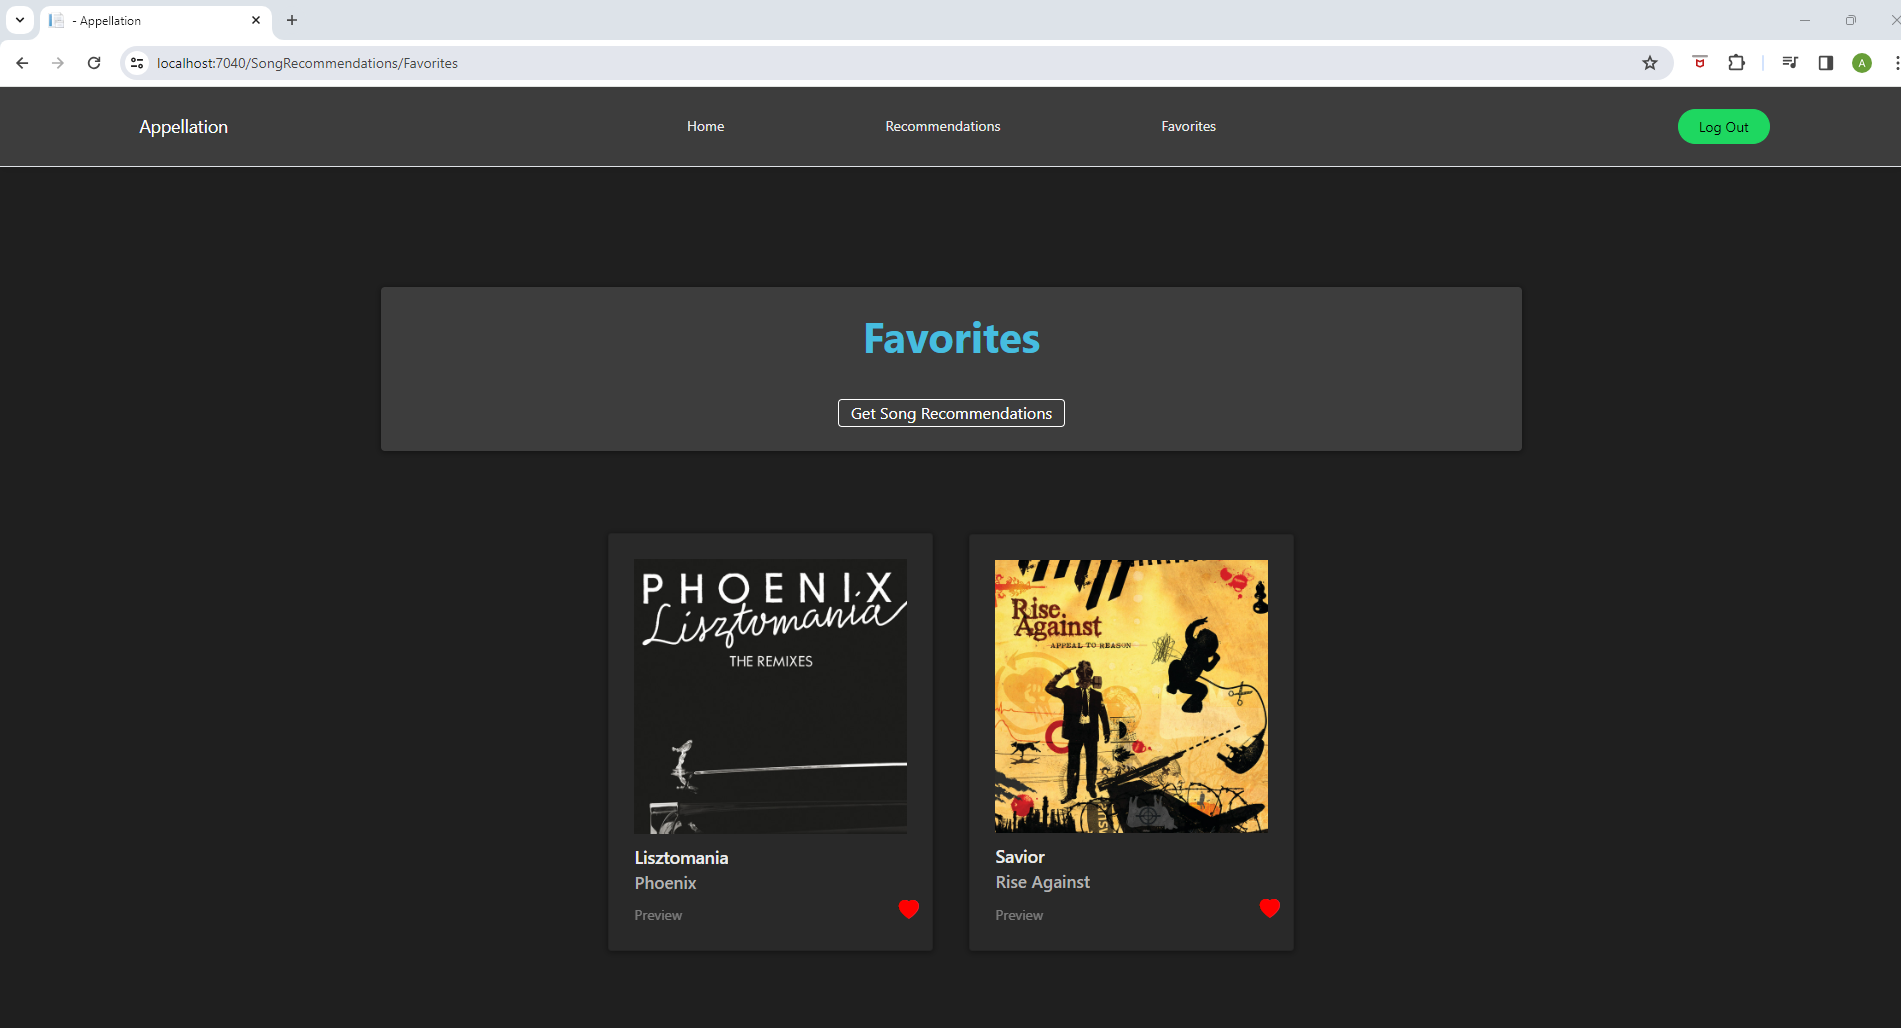 - Appellation
localhost:7040/SongRecommendations/Favorites
A
Appellation
Home
Recommendations
Favorites
Log Out
Favorites
Get Song Recommendations
PHOENIX
Lisztomania
THE REMIXES
Rise
Against
APPEAL TO REASON
Lisztomania
Phoenix
Preview
Savior
Rise Against
Preview